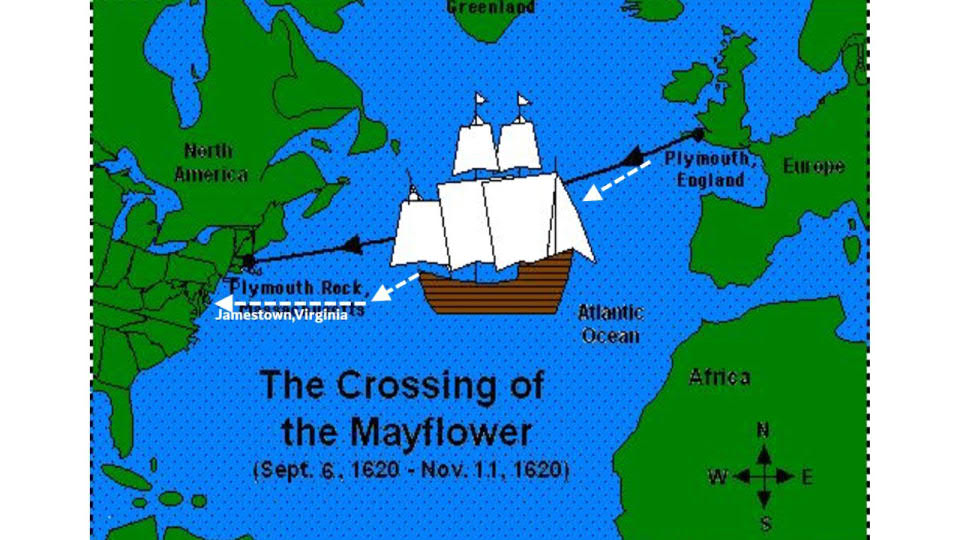 Greenland
North
America
Plymouth,
England
Europe
Plymouth Rock,
Massachusetts
Jamestown,Virginia
Atlantic
Ocean
Africa
The Crossing of
the Mayflower
(Sept. 6, 1620 - Nov. 11, 1620)
N
W E
S